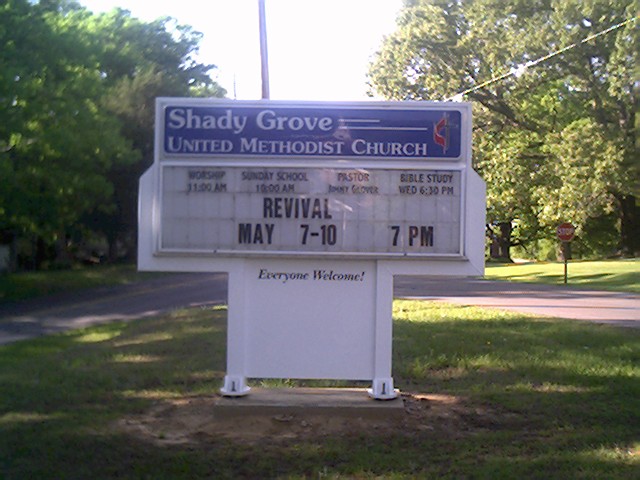 Shady Grove
UNITED METHODIST CHURCH
WORSHIP SUNDAY SCHOOL PASTOR BIBLE STUDY
11:00 AM 10:00 AM JIMMY GLOVER WED 6:30 PM
REVIVAL
MAY 7-10 7 PM
Everyone Welcome!
STOP